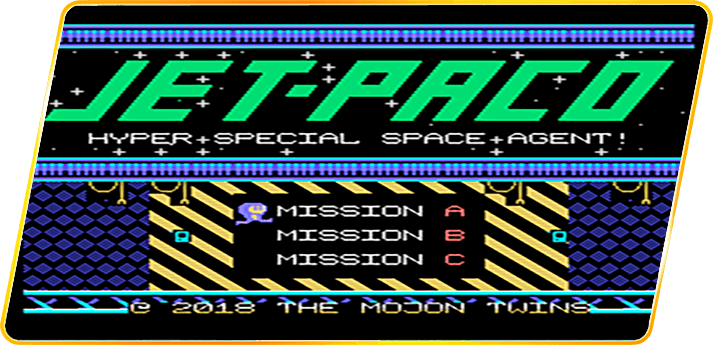 JET-PACO
HYPER SPECIAL SPACE AGENT!
MISSION A
MISSION B
MISSION C
© 2018 THE MOJON TWINS